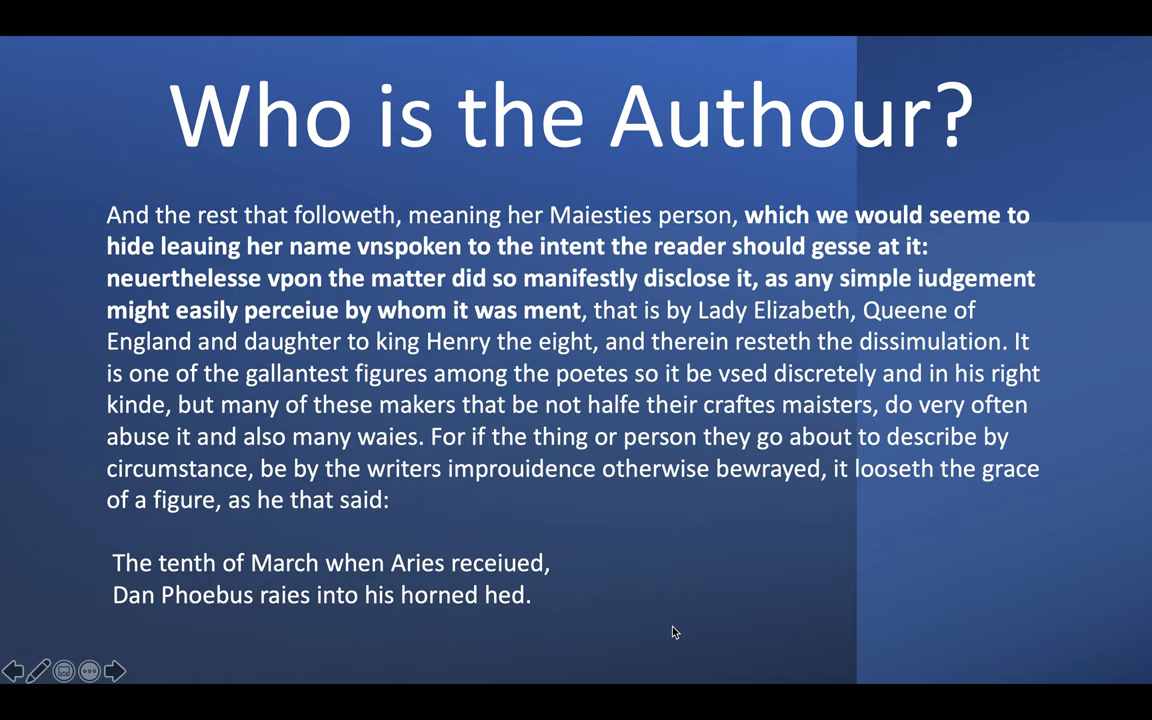 Who is the Authour?
And the rest that followeth, meaning her Maiesties person, which we would seeme to
hide leauing her name vnspoken to the intent the reader should gesse at it:
neuerthelesse vpon the matter did so manifestly disclose it, as any simple iudgement
might easily perceiue by whom it was ment, that is by Lady Elizabeth, Queene of
England and daughter to king Henry the eight, and therein resteth the dissimulation. It
is one of the gallantest figures among the poetes so it be vsed discretely and in his right
kinde, but many of these makers that be not halfe their craftes maisters, do very often
abuse it and also many waies. For if the thing or person they go about to describe by
circumstance, be by the writers improuidence otherwise bewrayed, it looseth the grace
of a figure, as he that said:
The tenth of March when Aries receiued,
Dan Phoebus raies into his horned hed.